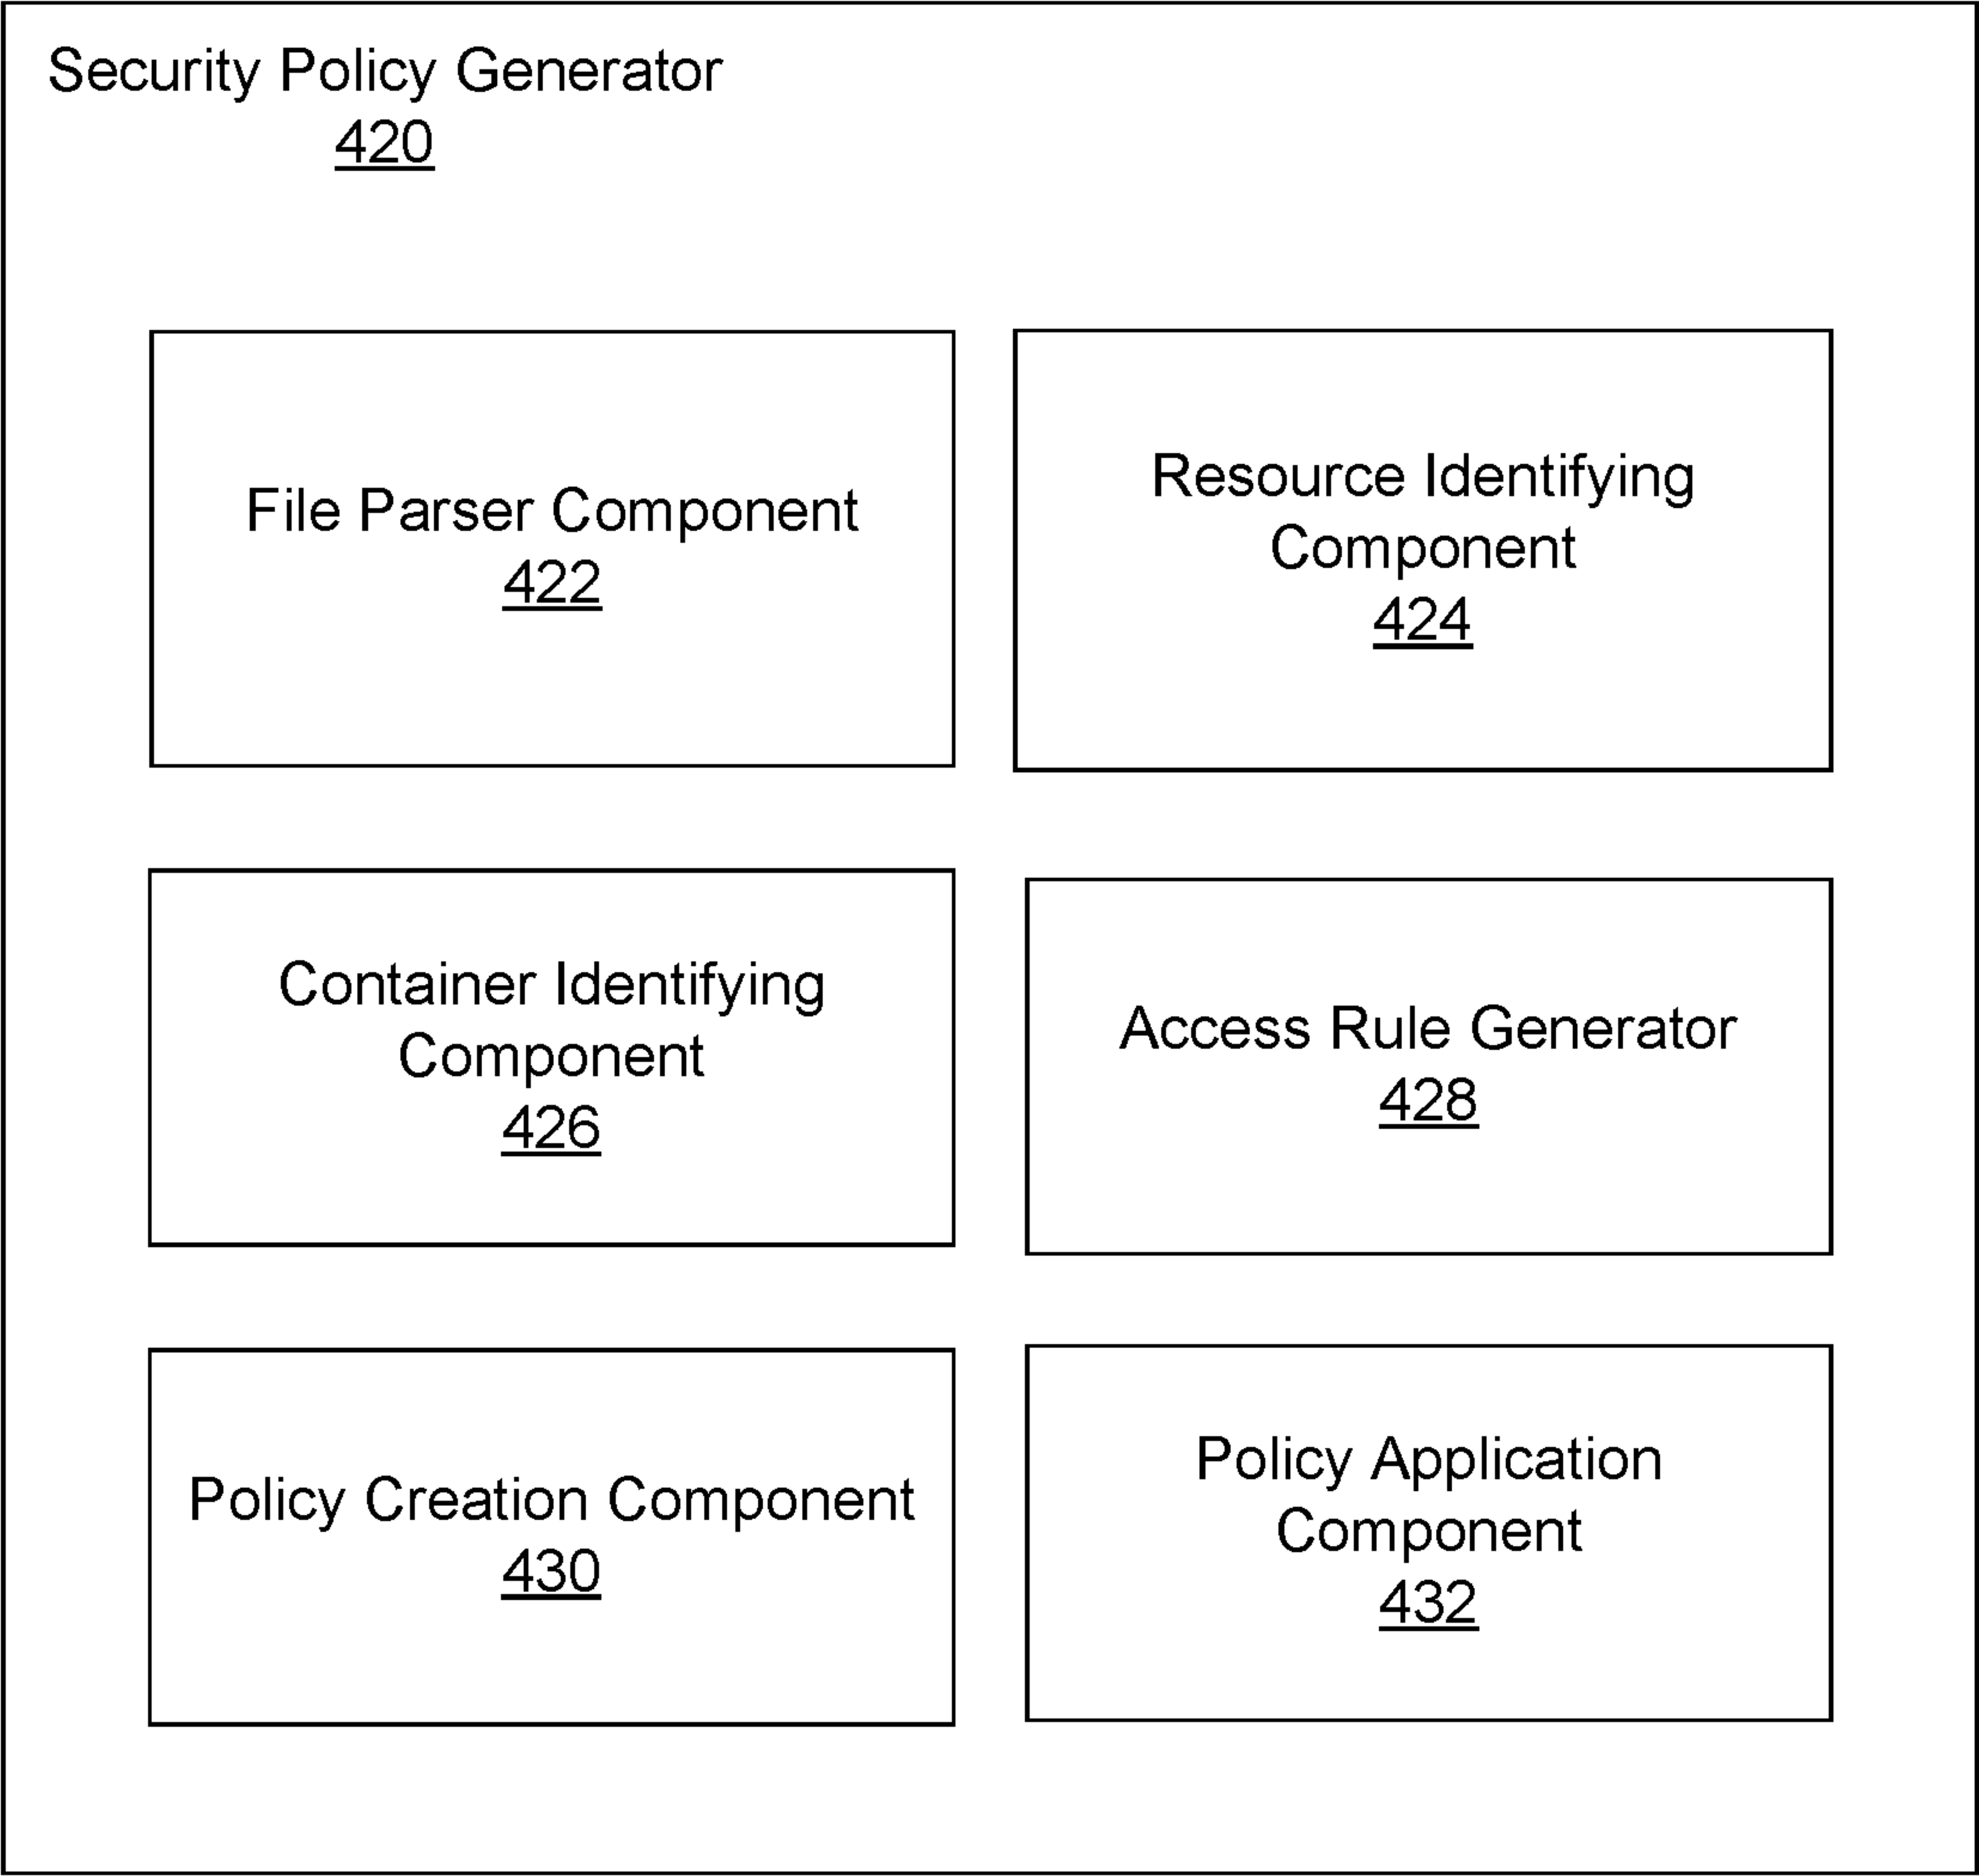 Security Policy Generator
420
File Parser Component
422
Resource Identifying
Component
424
Container Identifying
Component
426
Access Rule Generator
428
Policy Creation Component
430
Policy Application
Component
432